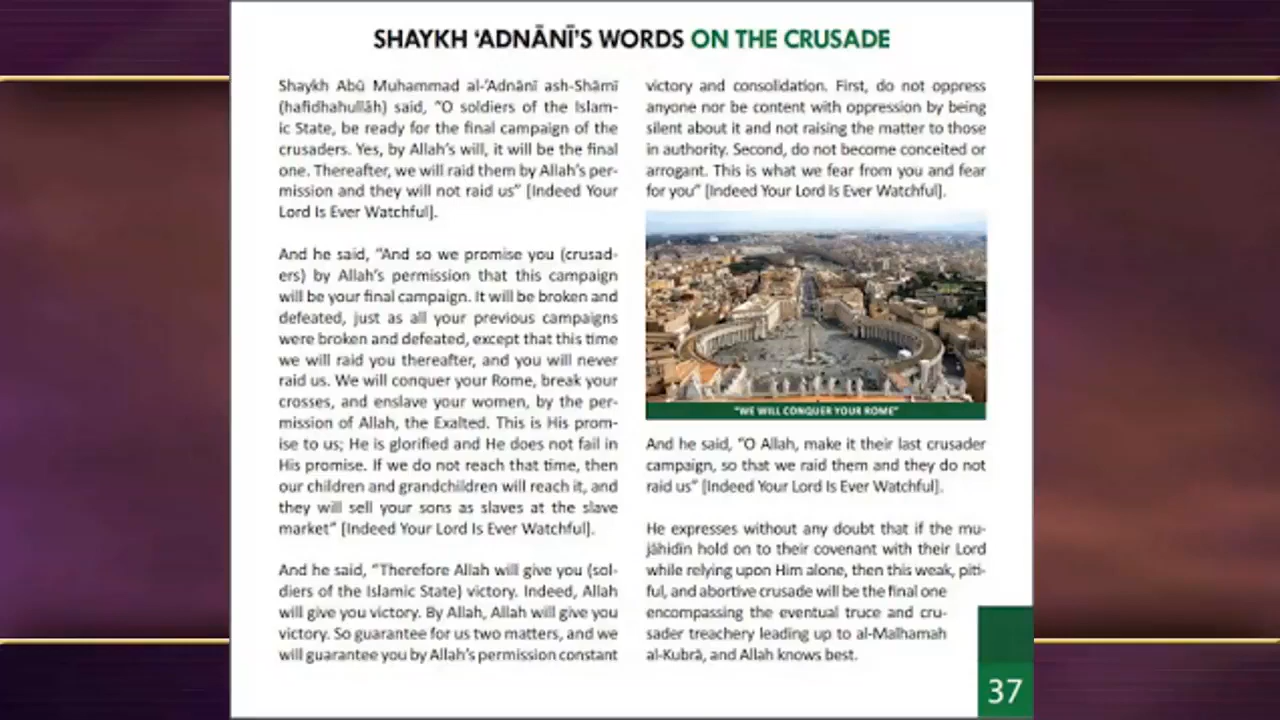 SHAYKH ‘ADNĀNĪ’S WORDS ON THE CRUSADE
Shaykh Abū Muhammad al-‘Adnānī ash-Shāmī
(hafidhahullāh) said, “O soldiers of the Islam-
ic State, be ready for the final campaign of the
crusaders. Yes, by Allah’s will, it will be the final
one. Thereafter, we will raid them by Allah’s per-
mission and they will not raid us” [Indeed Your
Lord Is Ever Watchful].
And he said, “And so we promise you (crusad-
ers) by Allah’s permission that this campaign
will be your final campaign. It will be broken and
defeated, just as all your previous campaigns
were broken and defeated, except that this time
we will raid you thereafter, and you will never
raid us. We will conquer your Rome, break your
crosses, and enslave your women, by the per-
mission of Allah, the Exalted. This is His prom-
ise to us; He is glorified and He does not fail in
His promise. If we do not reach that time, then
our children and grandchildren will reach it, and
they will sell your sons as slaves at the slave
market” [Indeed Your Lord Is Ever Watchful].
And he said, “Therefore Allah will give you (sol-
diers of the Islamic State) victory. Indeed, Allah
will give you victory. By Allah, Allah will give you
victory. So guarantee for us two matters, and we
will guarantee you by Allah’s permission constant
victory and consolidation. First, do not oppress
anyone nor be content with oppression by being
silent about it and not raising the matter to those
in authority. Second, do not become conceited or
arrogant. This is what we fear from you and fear
for you” [Indeed Your Lord Is Ever Watchful].
“WE WILL CONQUER YOUR ROME”
And he said, “O Allah, make it their last crusader
campaign, so that we raid them and they do not
raid us” [Indeed Your Lord Is Ever Watchful].
He expresses without any doubt that if the mu-
jāhidīn hold on to their covenant with their Lord
while relying upon Him alone, then this weak, piti-
ful, and abortive crusade will be the final one
encompassing the eventual truce and cru-
sader treachery leading up to al-Malhamah
al-Kubrā, and Allah knows best.
37